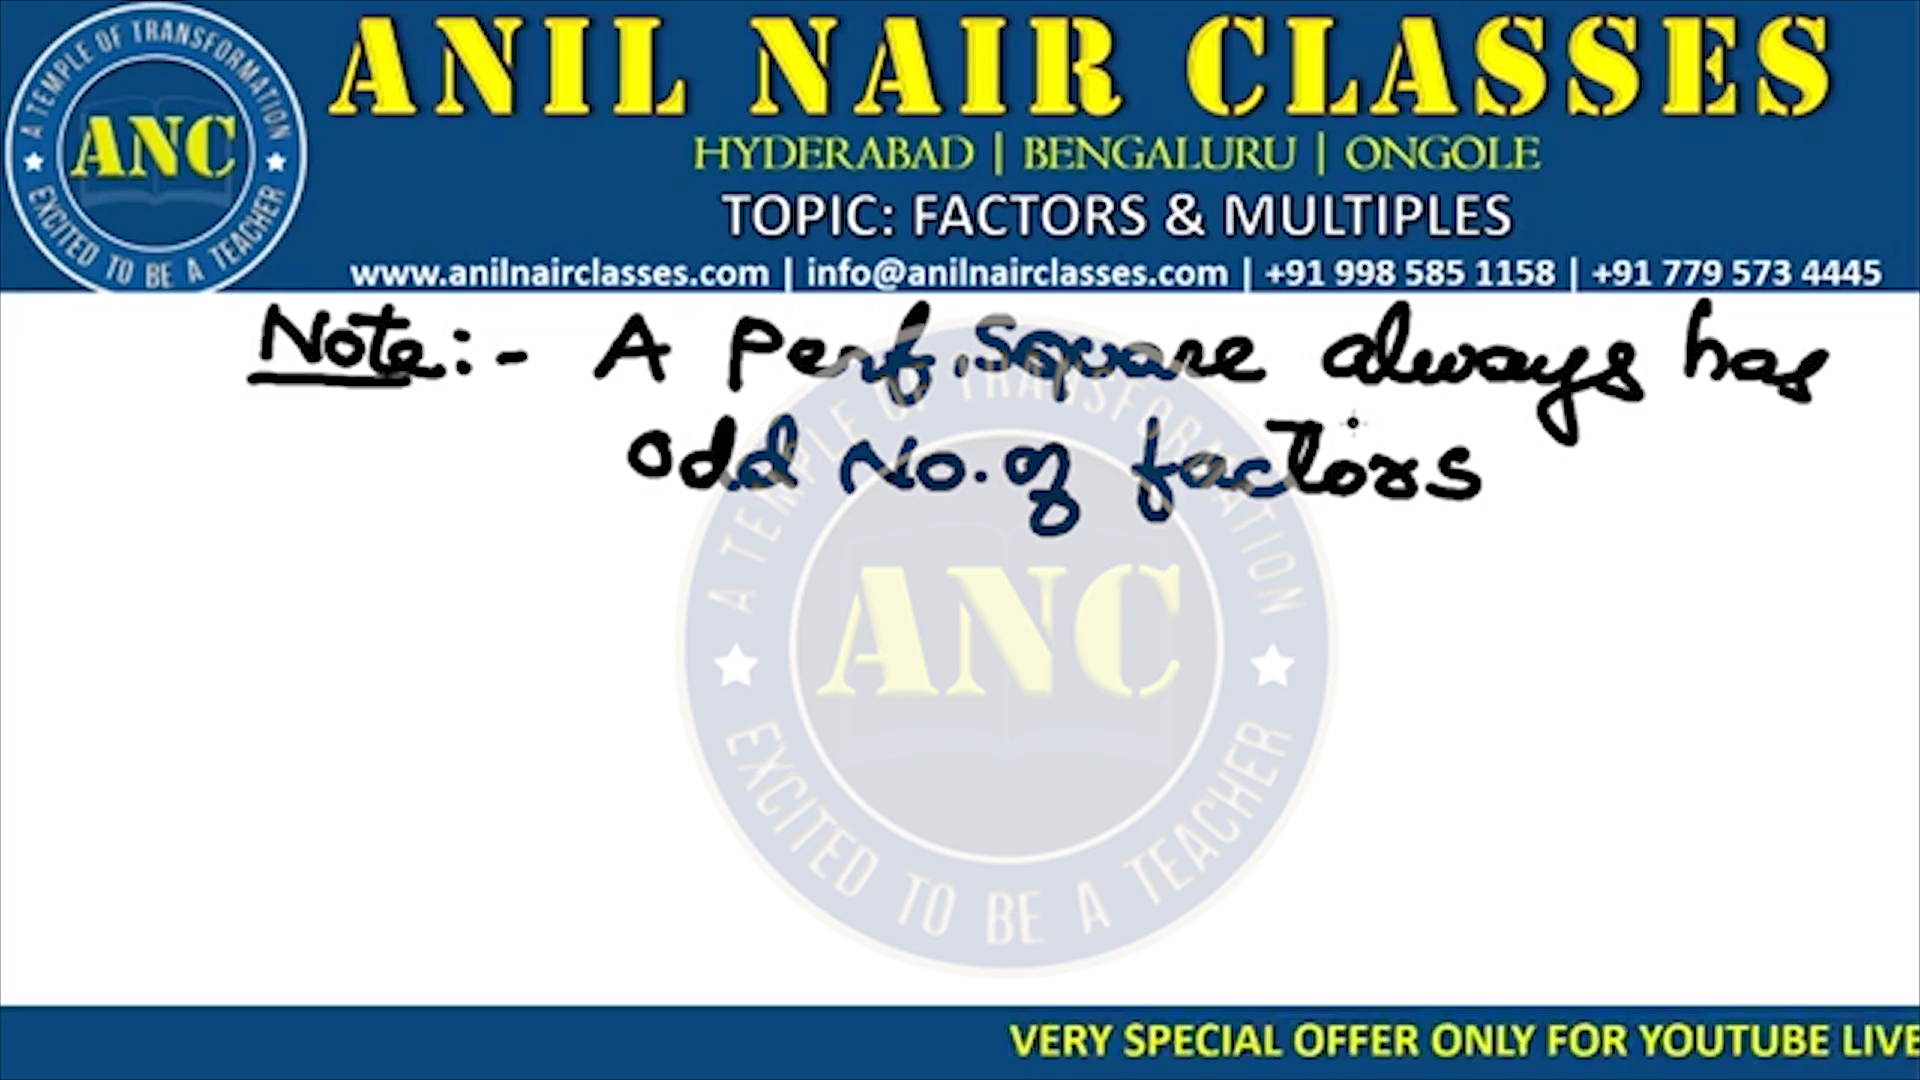 A TEMPLE OF TRANSFORMATION
ANC
EXCITED TO BE A TEACHER
ANIL NAIR CLASSES
HYDERABAD | BENGALURU | ONGOLE
TOPIC: FACTORS & MULTIPLES
www.anilnairclasses.com | info@anilnairclasses.com | +91 998 585 1158 | +91 779 573 4445
Note:- A Perf. Square always has
odd No. of factors
A TEMPLE OF TRANSFORMATION
ANC
EXCITED TO BE A TEACHER
VERY SPECIAL OFFER ONLY FOR YOUTUBE LIVE